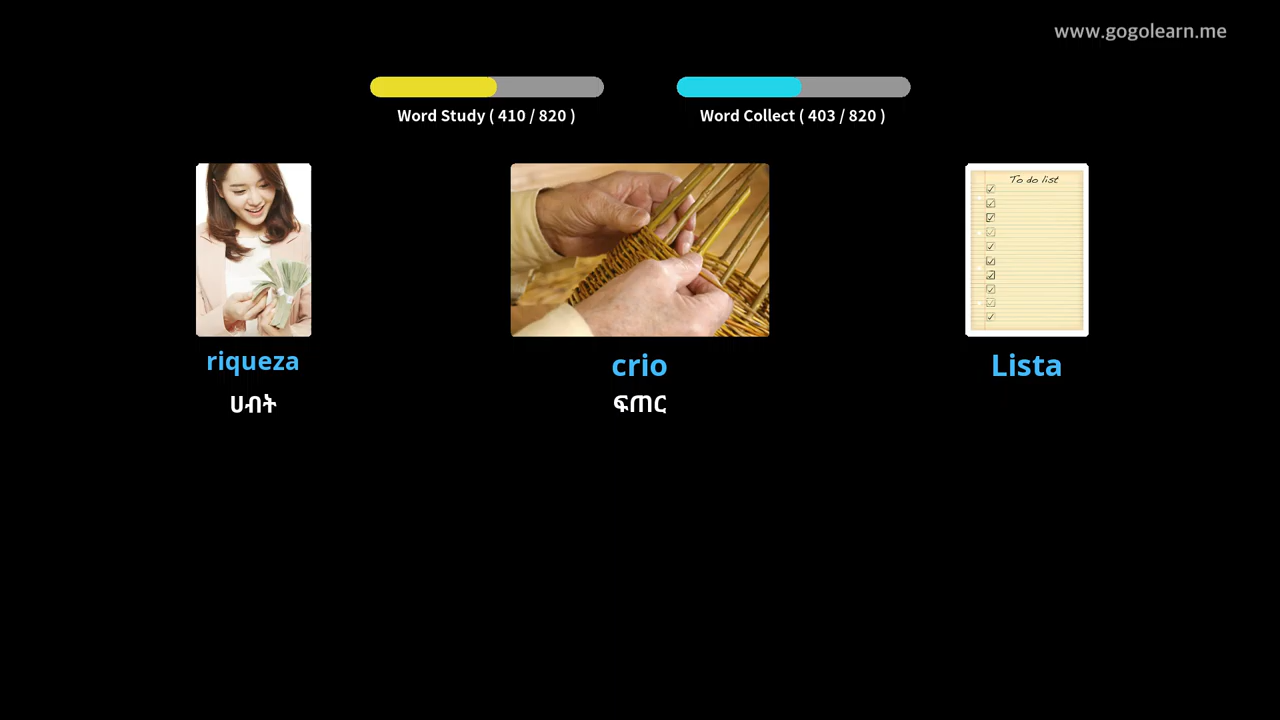 www.gogolearn.me
Word Study ( 410 / 820 )
Word Collect ( 403 / 820 )
To do list
riqueza
crio
Lista
ሀብት
ፍጠር